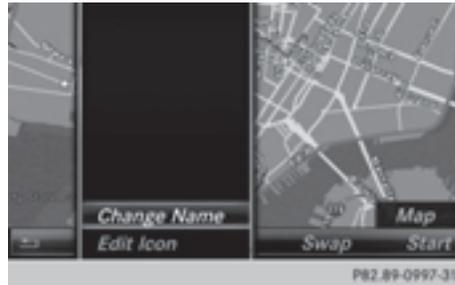 Change Name
Map
Edit Icon
Swap
Start
P82.89-0997-31